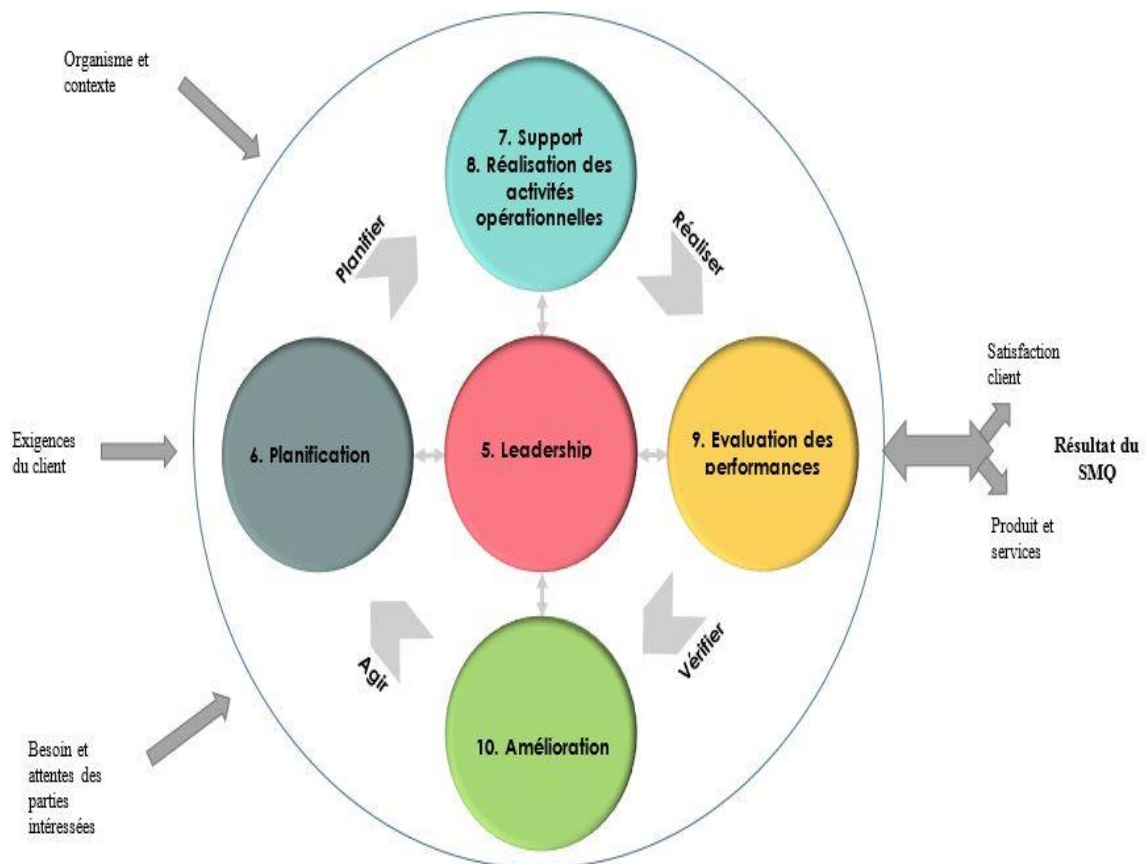 Organisme et
contexte
7. Support
8. Réalisation des
activités
opérationnelles
Planifier
Réaliser
Satisfaction
client
Exigences
du client
6. Planification
5. Leadership
9. Evaluation des
performances
Résultat du
SMQ
Produit et
services
Agir
Vérifier
10. Amélioration
Besoin et
attentes des
parties
intéressées